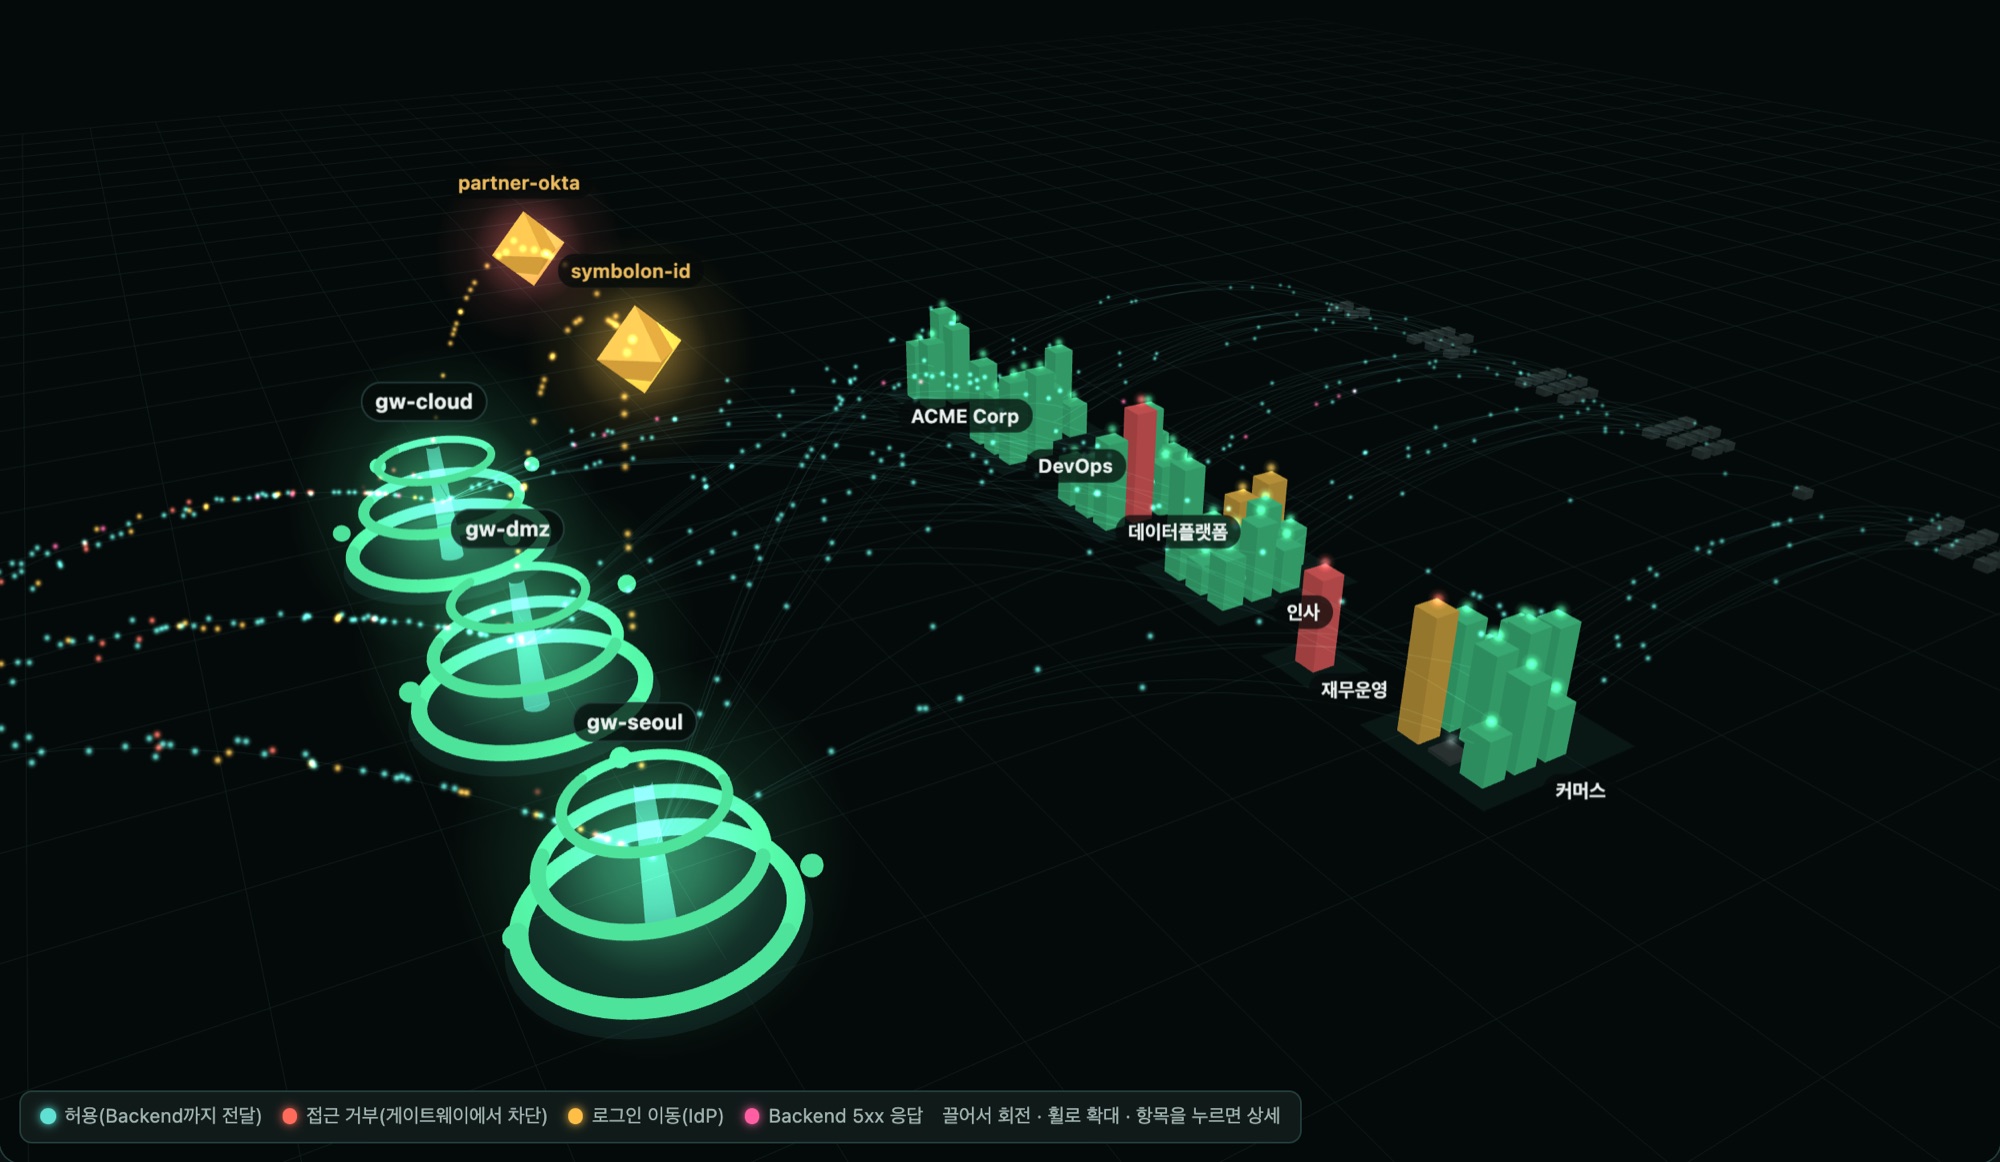 partner-okta
symbolon-id
gw-cloud
ACME Corp
DevOps
gw-dmz
데이터플랫폼
인사
재무운영
gw-seoul
커머스
허용(Backend까지 전달) 접근 거부(게이트웨이에서 차단) 로그인 이동(IdP) Backend 5xx 응답 끌어서 회전 · 휠로 확대 · 항목을 누르면 상세